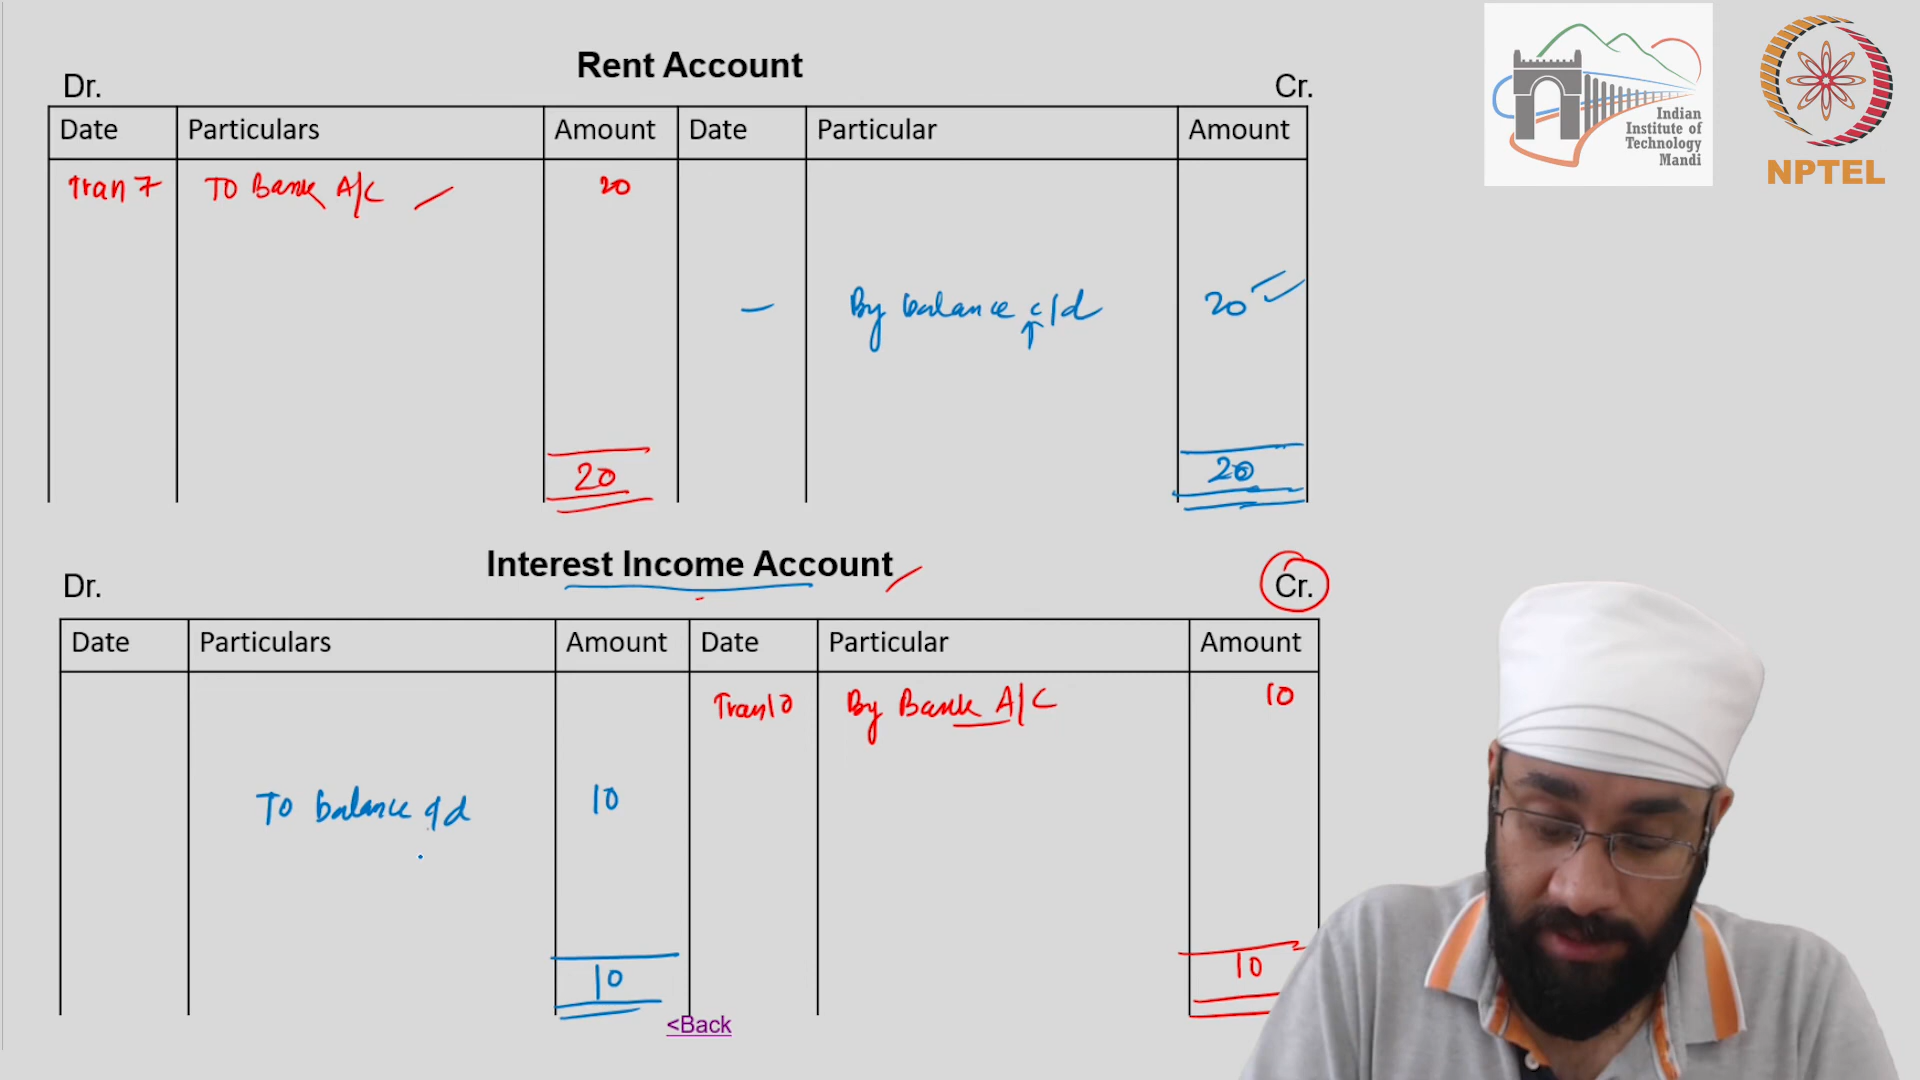 Rent Account
Dr. Cr.
Date Particulars Amount Date Particular Amount
Tran 7 To Bank A/C 20
— By balance c/d 20
20 20
Interest Income Account
Dr. Cr.
Date Particulars Amount Date Particular Amount
Tran 10 By Bank A/C 10
To balance c/d 10
10 10
<Back
Indian
Institute of
Technology
Mandi
NPTEL